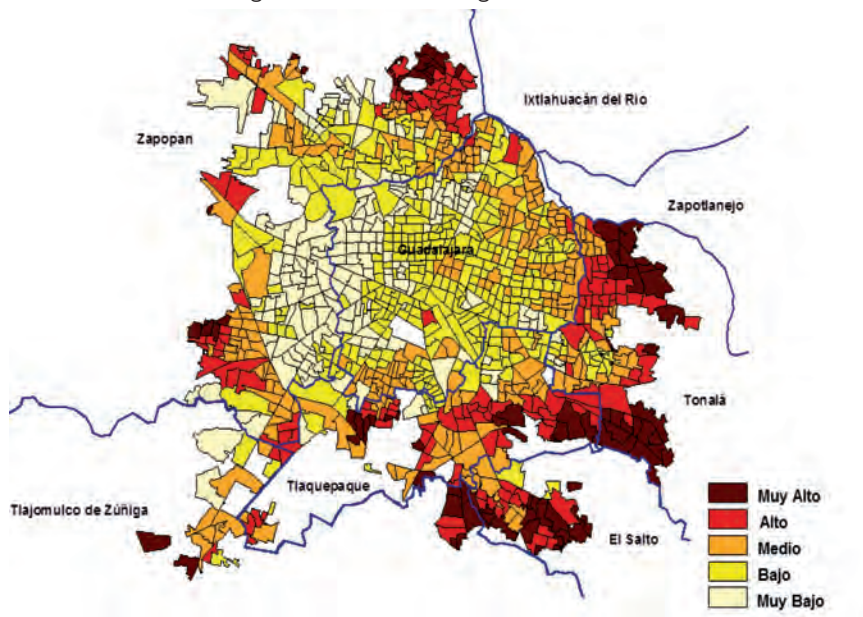 Ixtlahuacán del Río
Zapopan
Zapotlanejo
Guadalajara
Tonalá
Tlaquepaque
Tlajomulco de Zúñiga
El Salto
Muy Alto
Alto
Medio
Bajo
Muy Bajo